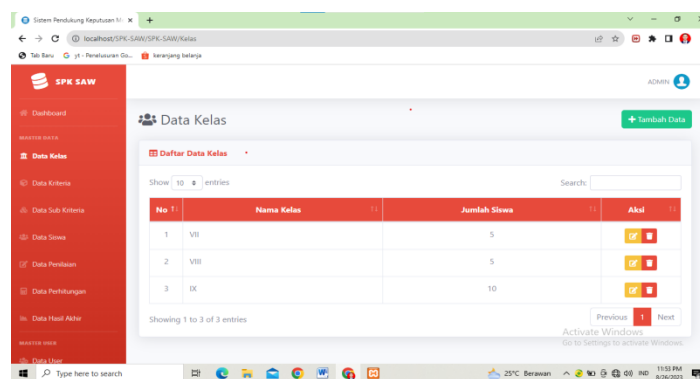 Sistem Pendukung Keputusan M
localhost/SPK-SAW/SPK-SAW/Kelas
Tab Baru
yt - Penelusuran Go...
keranjang belanja
SPK SAW
ADMIN
Dashboard
MASTER DATA
Data Kelas
Data Kriteria
Data Sub Kriteria
Data Siswa
Data Penilaian
Data Perhitungan
Data Hasil Akhir
MASTER USER
Data User
Data Kelas
+ Tambah Data
Daftar Data Kelas
Show 10 entries
Search:
No Nama Kelas Jumlah Siswa Aksi
1 VII 5
2 VIII 5
3 IX 10
Showing 1 to 3 of 3 entries
Previous 1 Next
Activate Windows
Go to Settings to activate Windows.
Type here to search
25°C Berawan
IND
11:53 PM
8/26/2023